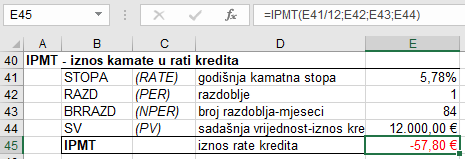 E45 =IPMT(E41/12;E42;E43;E44)
A B C D E
40 IPMT - iznos kamate u rati kredita
41 STOPA (RATE) godišnja kamatna stopa 5,78%
42 RAZD (PER) razdoblje 1
43 BRRAZD (NPER) broj razdoblja-mjeseci 84
44 SV (PV) sadašnja vrijednost-iznos kre 12.000,00 €
45 IPMT iznos rate kredita -57,80 €